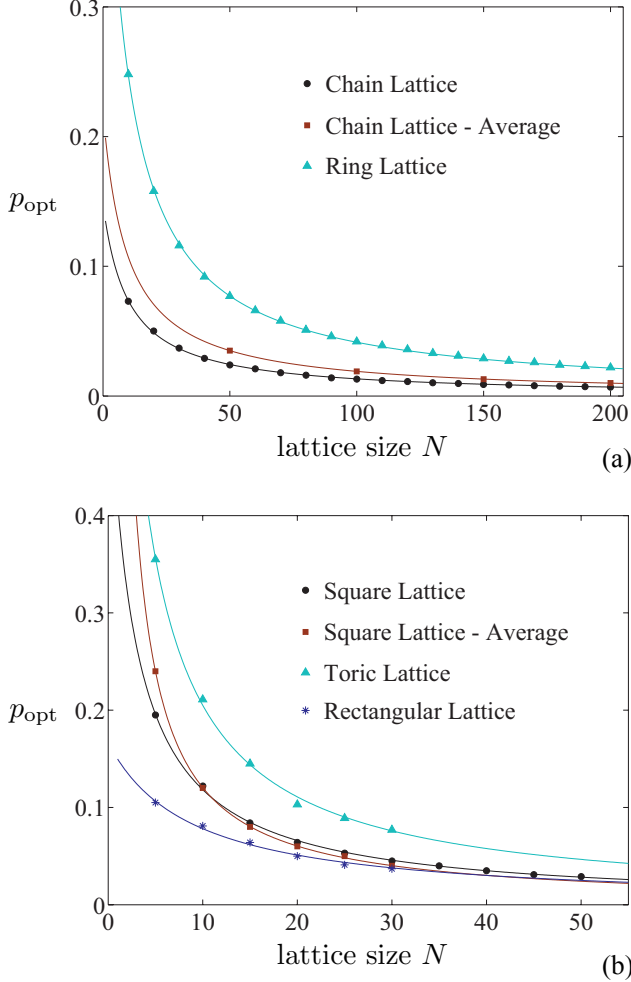 0.3
0.2
0.1
0
p_opt
Chain Lattice
Chain Lattice - Average
Ring Lattice
0 50 100 150 200
lattice size N
(a)
0.4
0.3
0.2
0.1
0
p_opt
Square Lattice
Square Lattice - Average
Toric Lattice
Rectangular Lattice
0 10 20 30 40 50
lattice size N
(b)